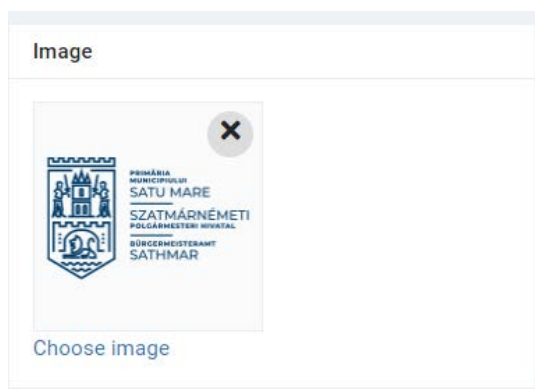 Image
PRIMĂRIA
MUNICIPIULUI
SATU MARE
SZATMÁRNÉMETI
POLGÁRMESTERI HIVATAL
BÜRGERMEISTERAMT
SATHMAR
Choose image